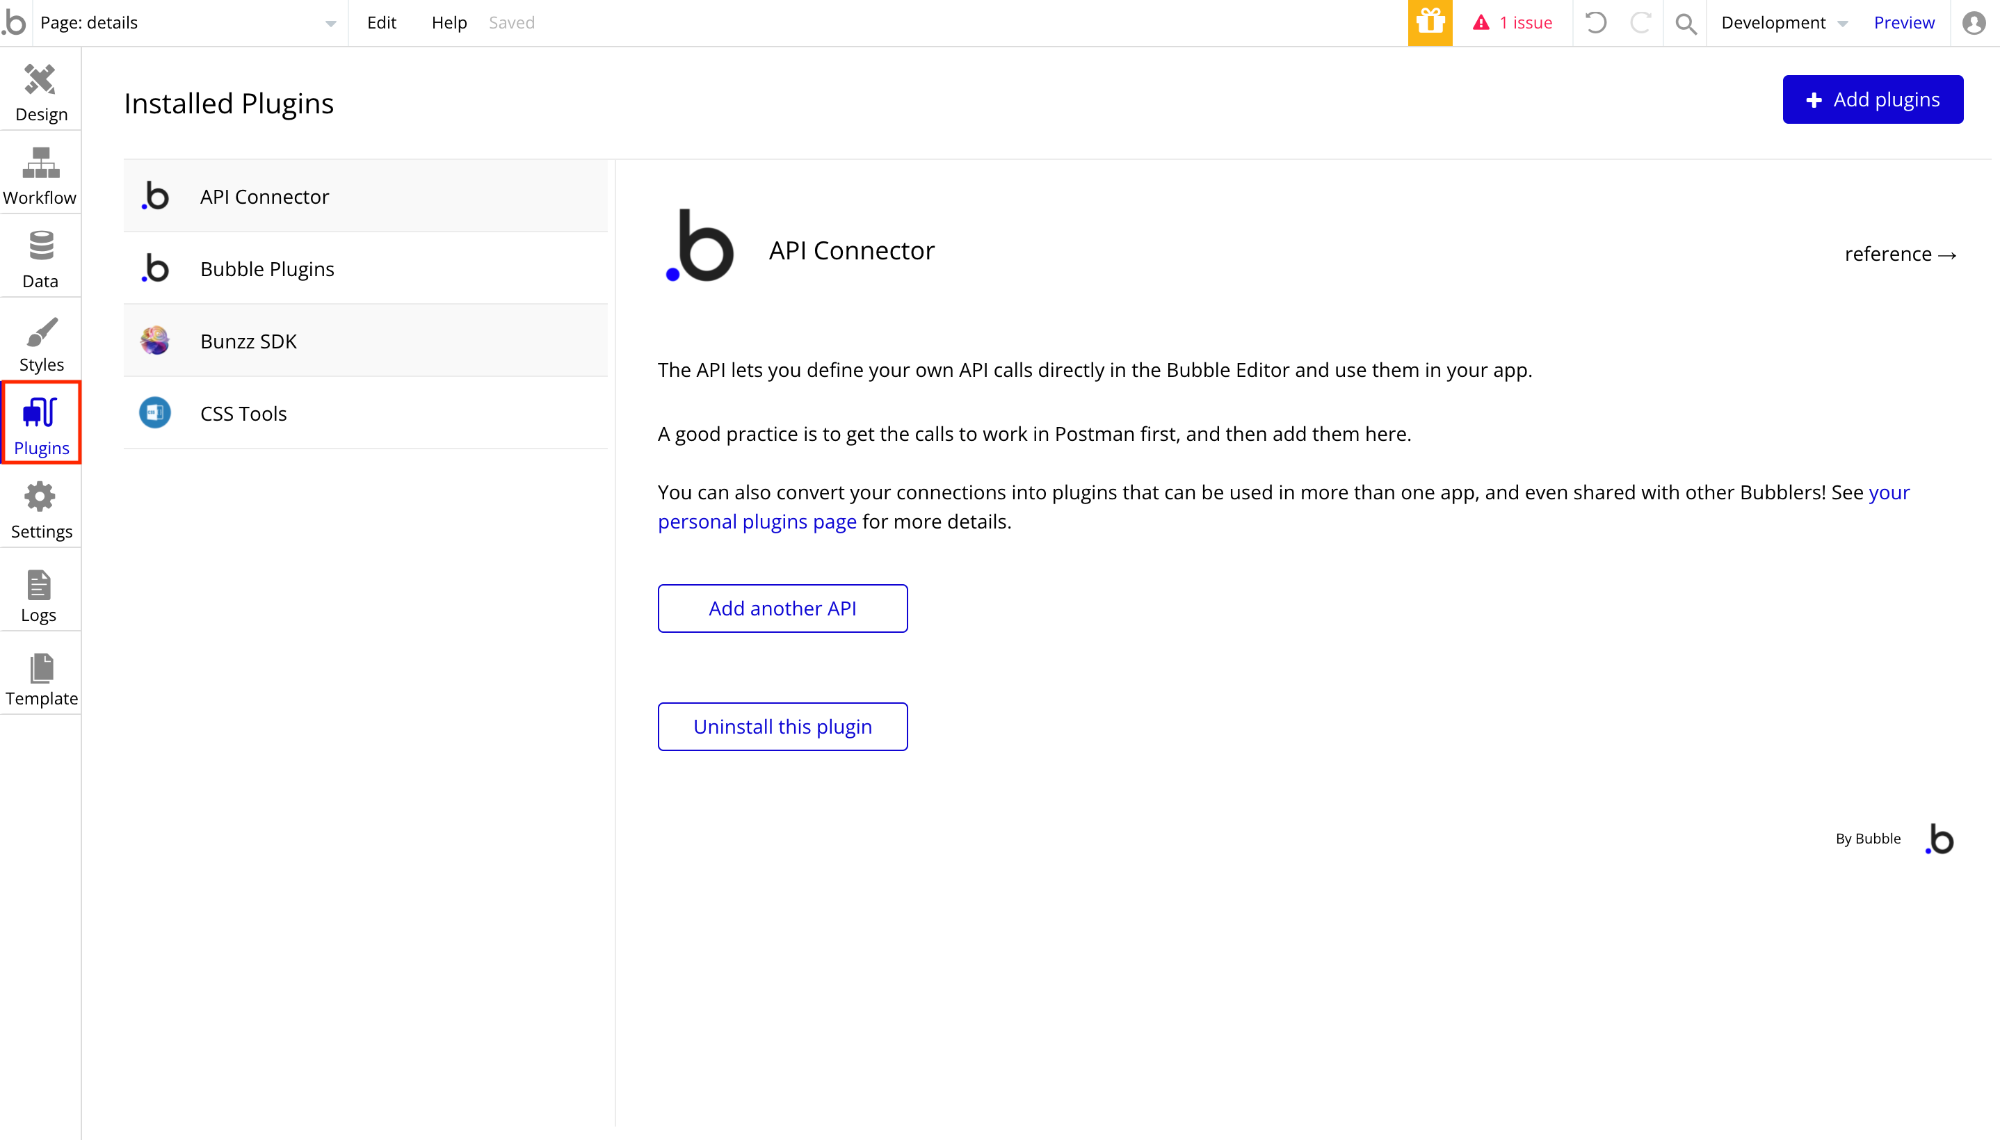 Page: details
Edit
Help
Saved
1 issue
Development
Preview
Design
Workflow
Data
Styles
Plugins
Settings
Logs
Template
Installed Plugins
Add plugins
API Connector
Bubble Plugins
Bunzz SDK
CSS Tools
API Connector
reference →
The API lets you define your own API calls directly in the Bubble Editor and use them in your app.
A good practice is to get the calls to work in Postman first, and then add them here.
You can also convert your connections into plugins that can be used in more than one app, and even shared with other Bubblers! See your
personal plugins page for more details.
Add another API
Uninstall this plugin
By Bubble